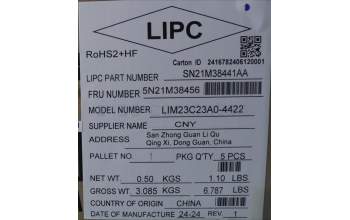 LIPC
RoHS2+HF
Carton ID 2416782406120001
LIPC PART NUMBER SN21M38441AA
FRU NUMBER 5N21M38456
MODEL NUMBER LIM23C23A0-4422
SUPPLIER NAME CNY
ADDRESS San Zhong Guan Li Qu
Qing Xi, Dong Guan, China
PALLET NO PKG Q'TY 5 PCS
NET WT. 0.50 KGS 1.10 LBS
GROSS WT. 3.085 KGS 6.787 LBS
COUNTRY OF ORIGIN CHINA
DATE OF MANUFACTURE 24-24 REV. 1